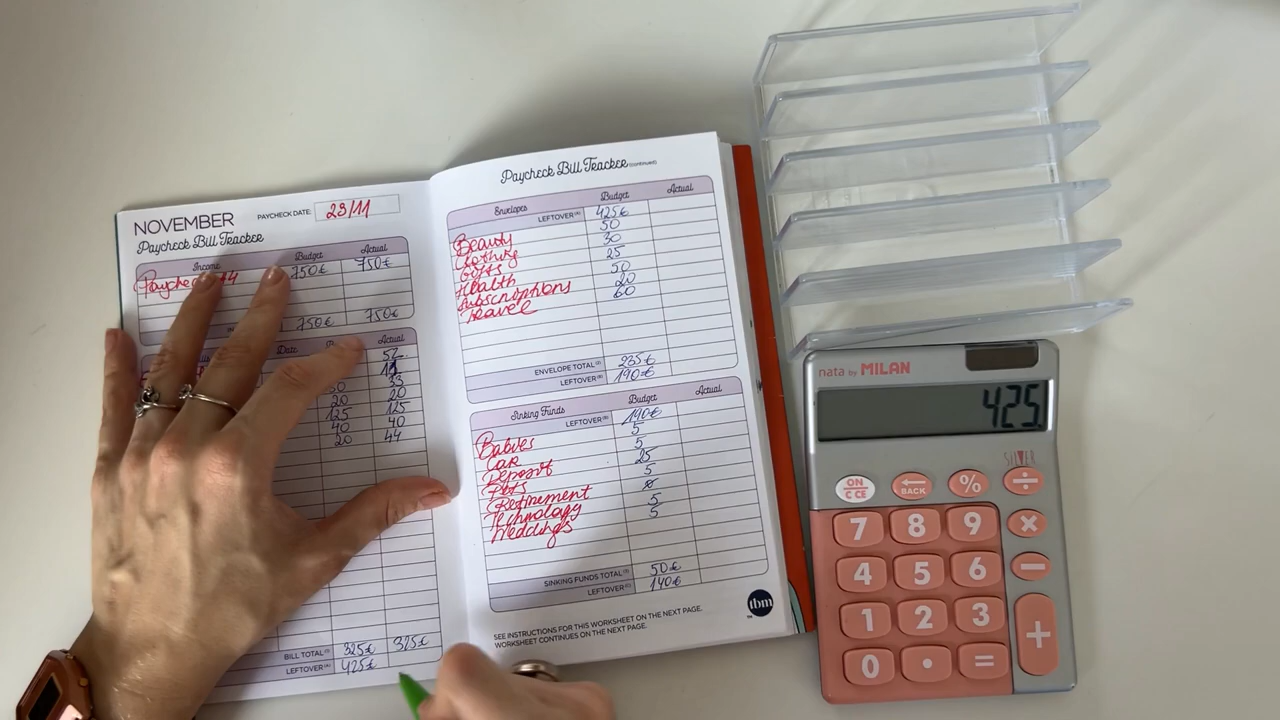 NOVEMBER
PAYCHECK DATE: 23/11
Paycheck Bill Tracker
Income Budget Actual
750€ 750€
750€ 750€
Date Actual
57
11
33
20 20
125 125
40 40
20 44
BILL TOTAL (1) 325€ 325€
LEFTOVER (A) 425€
Paycheck Bill Tracker (continued)
Envelopes Budget Actual
LEFTOVER (A) 425€
Beauty 50
Clothing 30
Gifts 25
Health 50
Subscriptions 20
Travel 60
ENVELOPE TOTAL (2) 235€
LEFTOVER (B) 190€
Sinking Funds Budget Actual
LEFTOVER (B) 190€
Babies 5
Car 5
Deposit 25
Pets 5
Retirement
Technology 5
Weddings 5
SINKING FUNDS TOTAL (3) 50€
LEFTOVER (C) 140€
SEE INSTRUCTIONS FOR THIS WORKSHEET ON THE NEXT PAGE.
WORKSHEET CONTINUES ON THE NEXT PAGE.
tbm
nata by MILAN
425.
SILVER
ON
C CE
BACK
% ÷
7 8 9 ×
4 5 6 −
1 2 3 +
0 • =